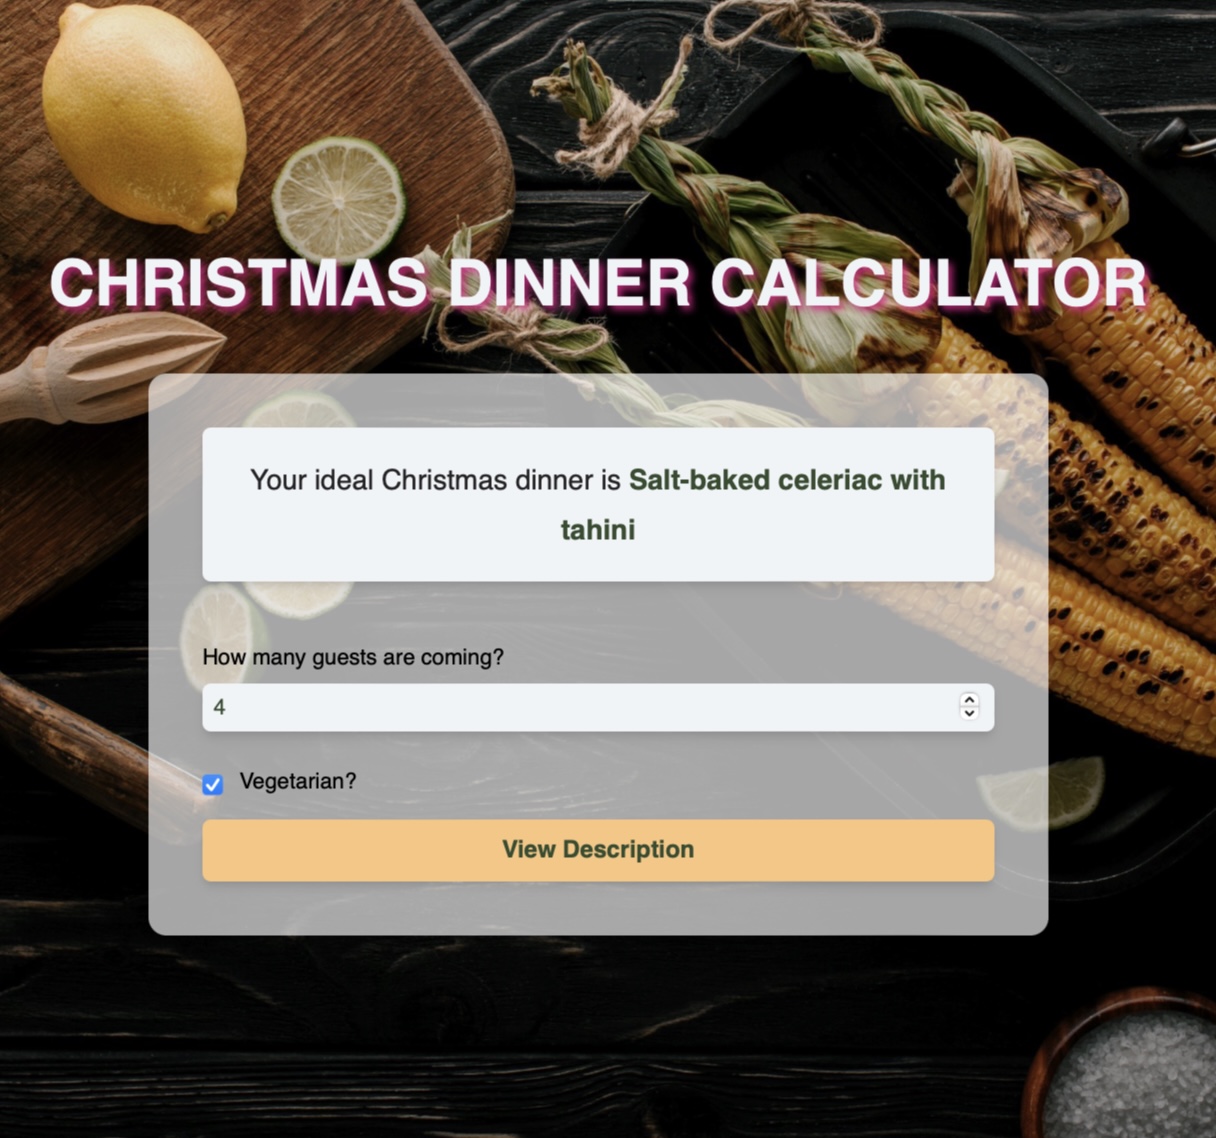 CHRISTMAS DINNER CALCULATOR
Your ideal Christmas dinner is Salt-baked celeriac with
tahini
How many guests are coming?
4
Vegetarian?
View Description